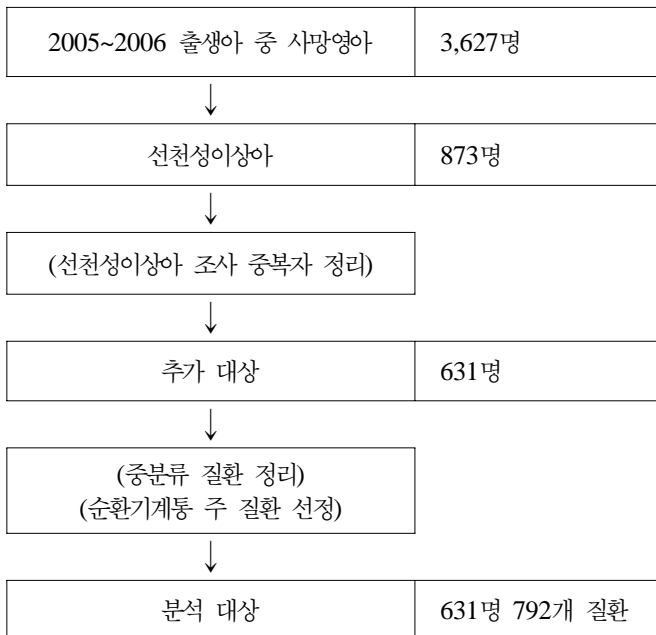 2005~2006 출생아 중 사망영아 3,627명
선천성이상아 873명
(선천성이상아 조사 중복자 정리)
추가 대상 631명
(중분류 질환 정리)
(순환기계통 주 질환 선정)
분석 대상 631명 792개 질환